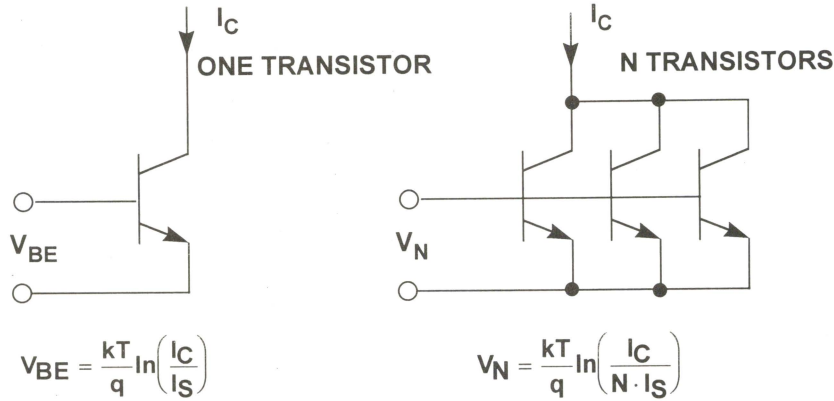 I_C
ONE TRANSISTOR
V_BE
V_BE = kT/q ln(I_C/I_S)
I_C
N TRANSISTORS
V_N
V_N = kT/q ln(I_C/N · I_S)